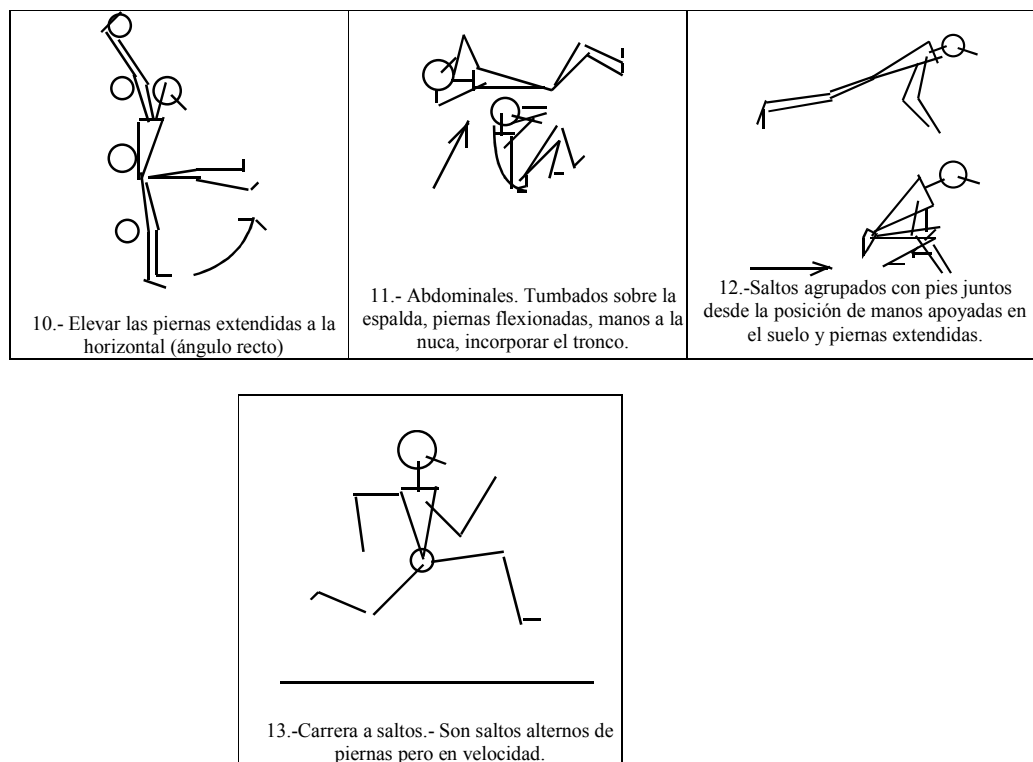 10.- Elevar las piernas extendidas a la
horizontal (ángulo recto)
11.- Abdominales. Tumbados sobre la
espalda, piernas flexionadas, manos a la
nuca, incorporar el tronco.
12.-Saltos agrupados con pies juntos
desde la posición de manos apoyadas en
el suelo y piernas extendidas.
13.-Carrera a saltos.- Son saltos alternos de
piernas pero en velocidad.